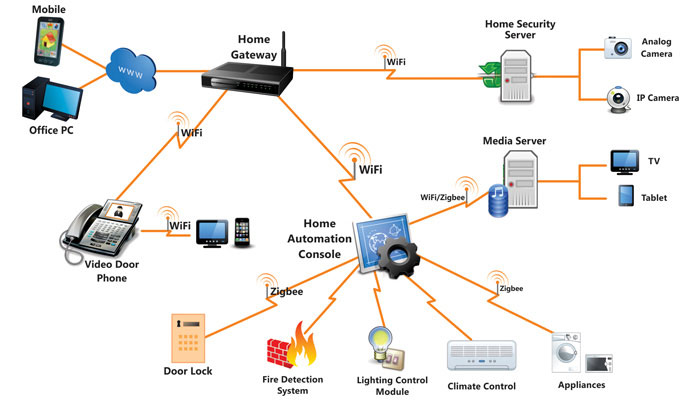 Mobile
Home
Gateway
www
Office PC
WiFi
Home Security
Server
Analog
Camera
IP Camera
WiFi
WiFi
Media Server
WiFi/Zigbee
TV
Tablet
WiFi
Video Door
Phone
Home
Automation
Console
Zigbee
Zigbee
Door Lock
Fire Detection
System
Lighting Control
Module
Climate Control
Appliances